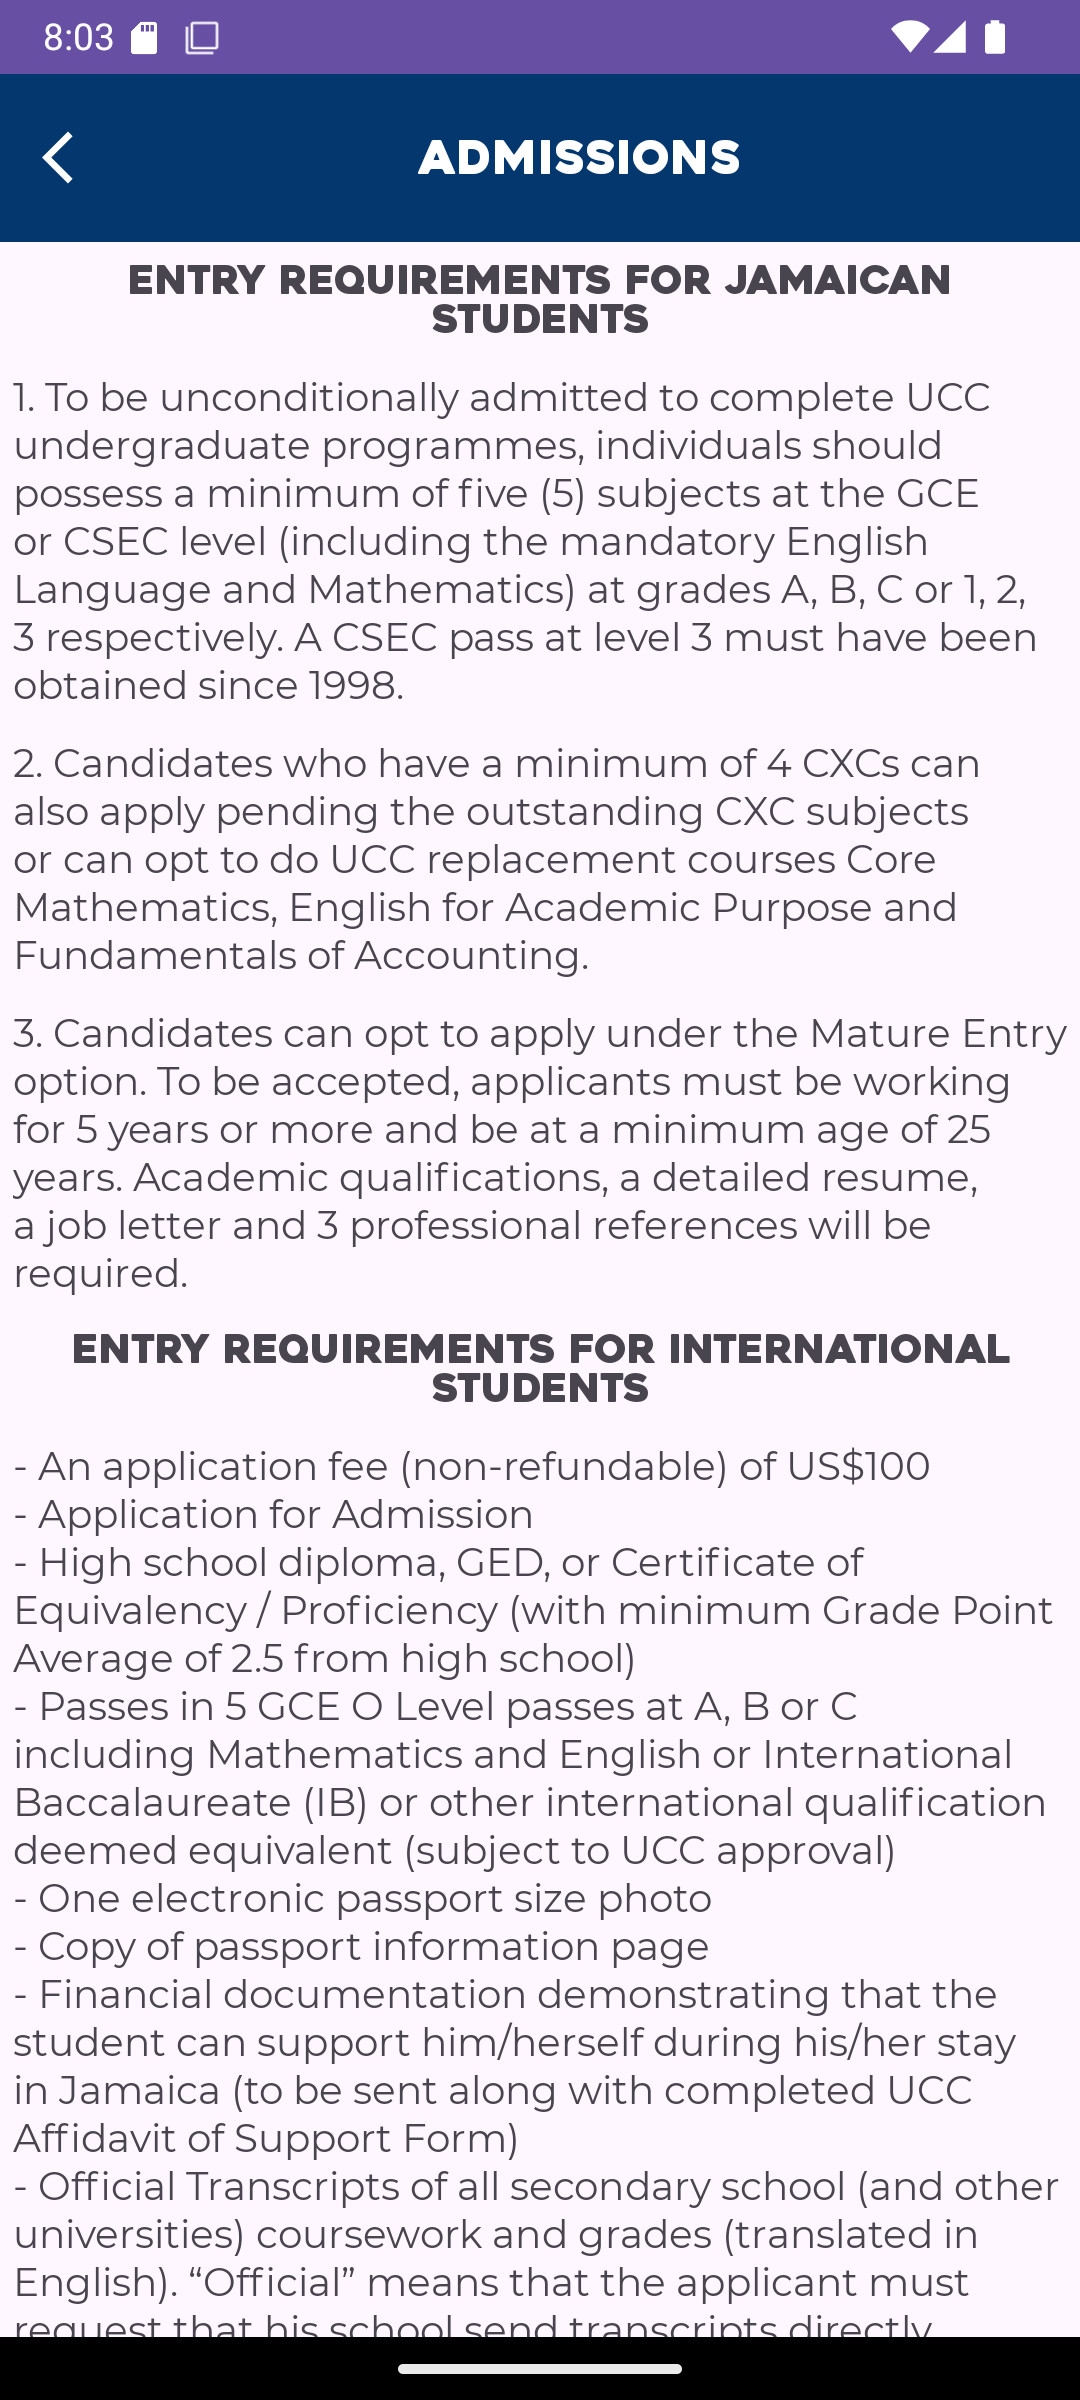 8:03
ADMISSIONS
ENTRY REQUIREMENTS FOR JAMAICAN
STUDENTS
1. To be unconditionally admitted to complete UCC
undergraduate programmes, individuals should
possess a minimum of five (5) subjects at the GCE
or CSEC level (including the mandatory English
Language and Mathematics) at grades A, B, C or 1, 2,
3 respectively. A CSEC pass at level 3 must have been
obtained since 1998.
2. Candidates who have a minimum of 4 CXCs can
also apply pending the outstanding CXC subjects
or can opt to do UCC replacement courses Core
Mathematics, English for Academic Purpose and
Fundamentals of Accounting.
3. Candidates can opt to apply under the Mature Entry
option. To be accepted, applicants must be working
for 5 years or more and be at a minimum age of 25
years. Academic qualifications, a detailed resume,
a job letter and 3 professional references will be
required.
ENTRY REQUIREMENTS FOR INTERNATIONAL
STUDENTS
- An application fee (non-refundable) of US$100
- Application for Admission
- High school diploma, GED, or Certificate of
Equivalency / Proficiency (with minimum Grade Point
Average of 2.5 from high school)
- Passes in 5 GCE O Level passes at A, B or C
including Mathematics and English or International
Baccalaureate (IB) or other international qualification
deemed equivalent (subject to UCC approval)
- One electronic passport size photo
- Copy of passport information page
- Financial documentation demonstrating that the
student can support him/herself during his/her stay
in Jamaica (to be sent along with completed UCC
Affidavit of Support Form)
- Official Transcripts of all secondary school (and other
universities) coursework and grades (translated in
English). “Official” means that the applicant must
request that his school send transcripts directly